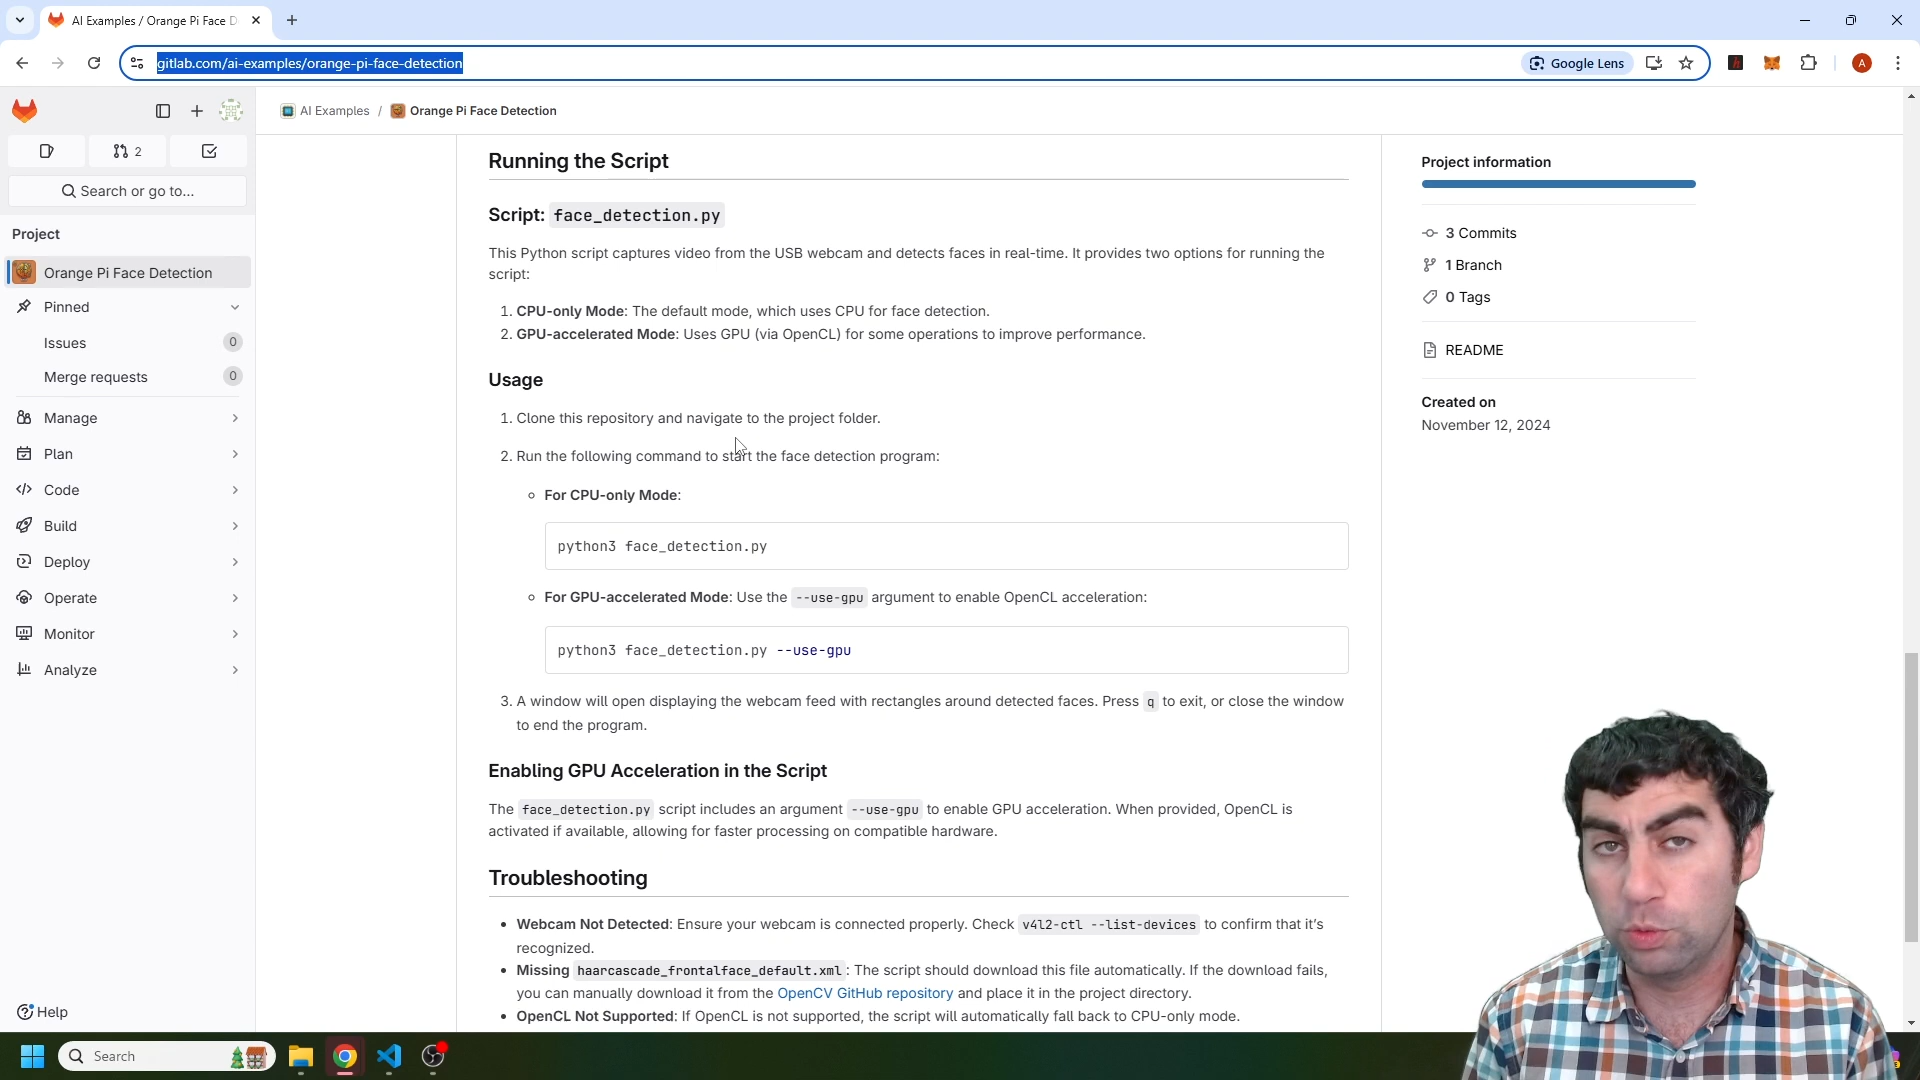 AI Examples / Orange Pi Face D
gitlab.com/ai-examples/orange-pi-face-detection
Google Lens
A
AI Examples / Orange Pi Face Detection
2
Search or go to...
Project
Orange Pi Face Detection
Pinned
Issues 0
Merge requests 0
Manage
Plan
Code
Build
Deploy
Operate
Monitor
Analyze
Help
Running the Script
Script: face_detection.py
This Python script captures video from the USB webcam and detects faces in real-time. It provides two options for running the
script:
1. CPU-only Mode: The default mode, which uses CPU for face detection.
2. GPU-accelerated Mode: Uses GPU (via OpenCL) for some operations to improve performance.
Usage
1. Clone this repository and navigate to the project folder.
2. Run the following command to start the face detection program:
For CPU-only Mode:
python3 face_detection.py
For GPU-accelerated Mode: Use the --use-gpu argument to enable OpenCL acceleration:
python3 face_detection.py --use-gpu
3. A window will open displaying the webcam feed with rectangles around detected faces. Press q to exit, or close the window
to end the program.
Enabling GPU Acceleration in the Script
The face_detection.py script includes an argument --use-gpu to enable GPU acceleration. When provided, OpenCL is
activated if available, allowing for faster processing on compatible hardware.
Troubleshooting
Webcam Not Detected: Ensure your webcam is connected properly. Check v4l2-ctl --list-devices to confirm that it's
recognized.
Missing haarcascade_frontalface_default.xml: The script should download this file automatically. If the download fails,
you can manually download it from the OpenCV GitHub repository and place it in the project directory.
OpenCL Not Supported: If OpenCL is not supported, the script will automatically fall back to CPU-only mode.
Project information
3 Commits
1 Branch
0 Tags
README
Created on
November 12, 2024
Search